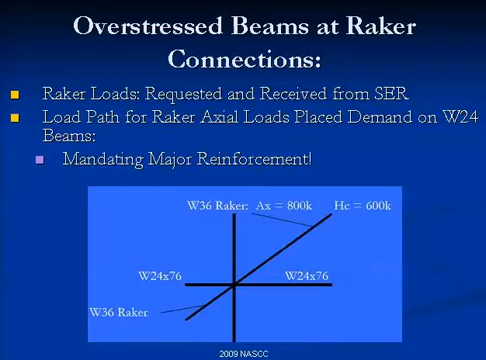 Overstressed Beams at Raker
Connections:
Raker Loads: Requested and Received from SER
Load Path for Raker Axial Loads Placed Demand on W24
Beams:
Mandating Major Reinforcement!
W36 Raker: Ax = 800k Hc = 600k
W24x76 W24x76
W36 Raker
2009 NASCC